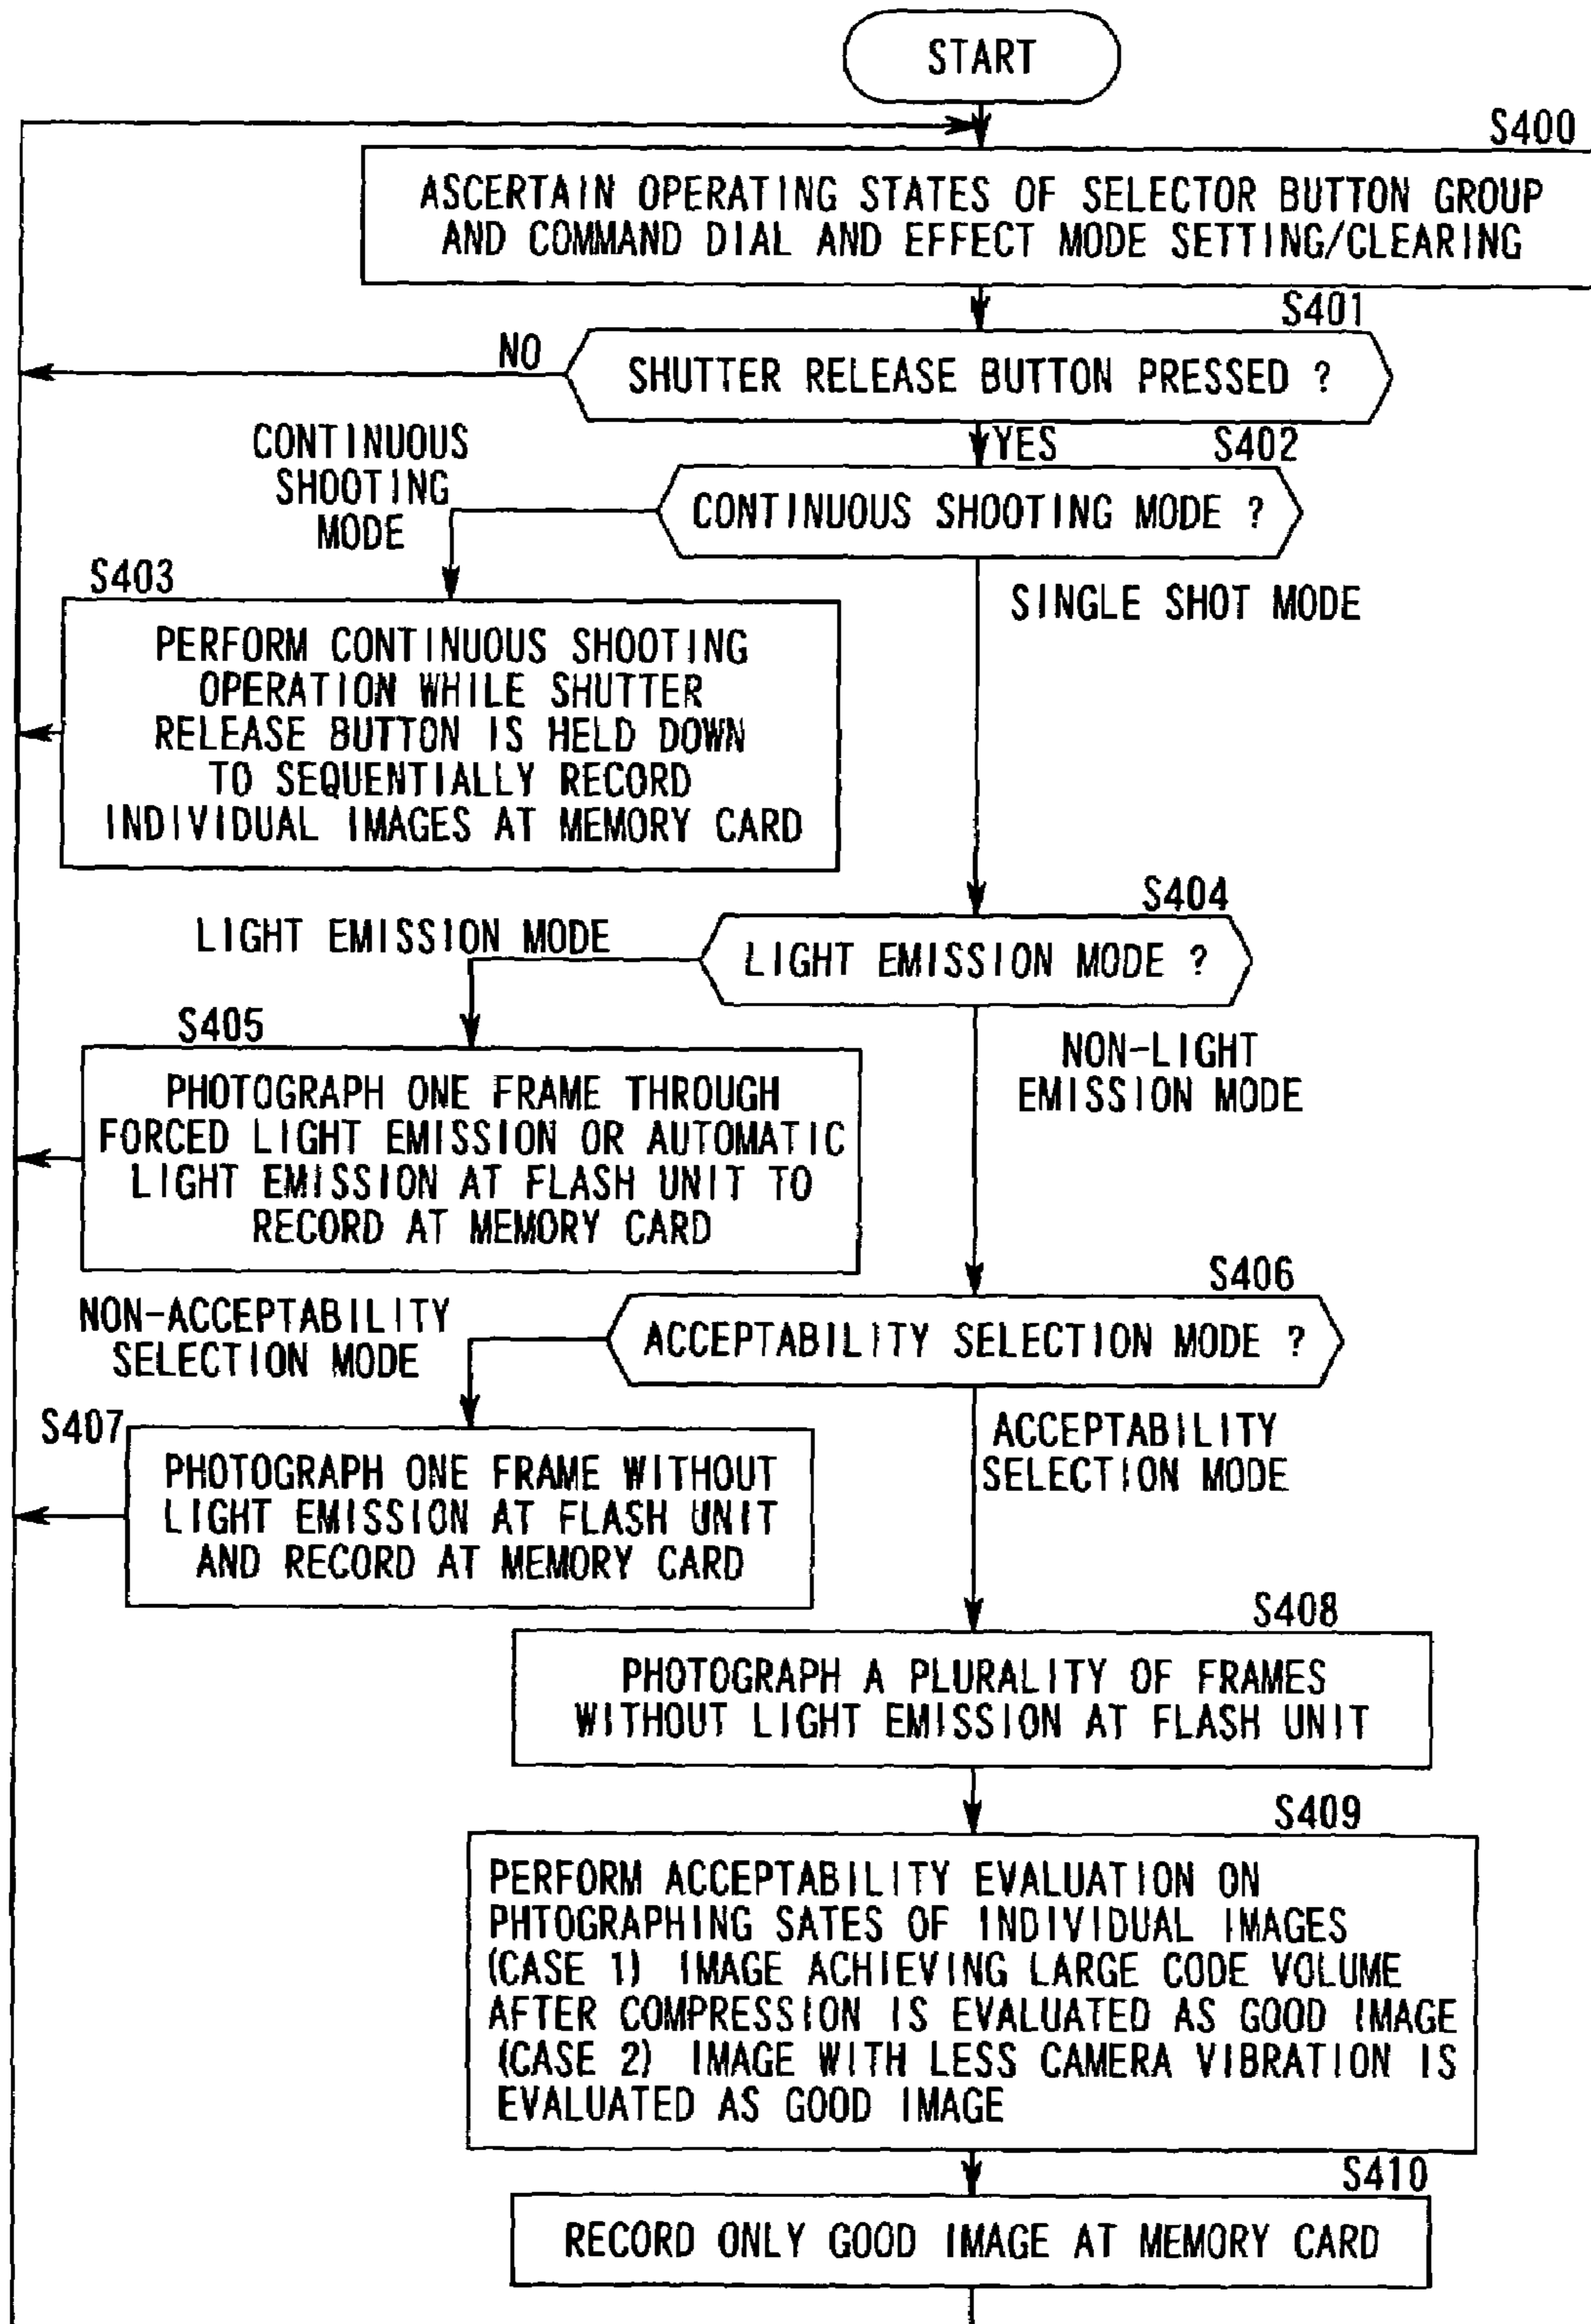 START
S400
ASCERTAIN OPERATING STATES OF SELECTOR BUTTON GROUP
AND COMMAND DIAL AND EFFECT MODE SETTING/CLEARING
S401
NO
SHUTTER RELEASE BUTTON PRESSED ?
YES
S402
CONTINUOUS
SHOOTING
MODE
CONTINUOUS SHOOTING MODE ?
S403
SINGLE SHOT MODE
PERFORM CONTINUOUS SHOOTING
OPERATION WHILE SHUTTER
RELEASE BUTTON IS HELD DOWN
TO SEQUENTIALLY RECORD
INDIVIDUAL IMAGES AT MEMORY CARD
S404
LIGHT EMISSION MODE
LIGHT EMISSION MODE ?
S405
NON-LIGHT
EMISSION MODE
PHOTOGRAPH ONE FRAME THROUGH
FORCED LIGHT EMISSION OR AUTOMATIC
LIGHT EMISSION AT FLASH UNIT TO
RECORD AT MEMORY CARD
S406
NON-ACCEPTABILITY
SELECTION MODE
ACCEPTABILITY SELECTION MODE ?
S407
ACCEPTABILITY
SELECTION MODE
PHOTOGRAPH ONE FRAME WITHOUT
LIGHT EMISSION AT FLASH UNIT
AND RECORD AT MEMORY CARD
S408
PHOTOGRAPH A PLURALITY OF FRAMES
WITHOUT LIGHT EMISSION AT FLASH UNIT
S409
PERFORM ACCEPTABILITY EVALUATION ON
PHTOGRAPHING SATES OF INDIVIDUAL IMAGES
(CASE 1) IMAGE ACHIEVING LARGE CODE VOLUME
AFTER COMPRESSION IS EVALUATED AS GOOD IMAGE
(CASE 2) IMAGE WITH LESS CAMERA VIBRATION IS
EVALUATED AS GOOD IMAGE
S410
RECORD ONLY GOOD IMAGE AT MEMORY CARD